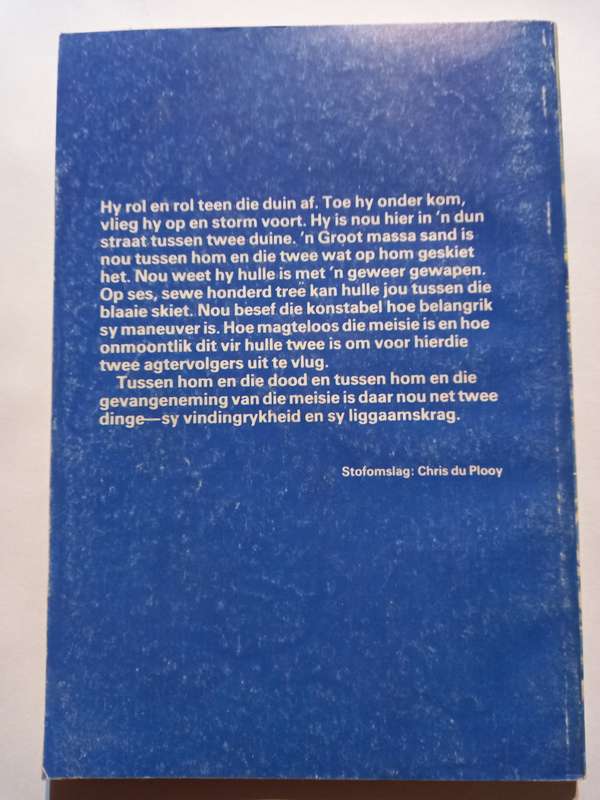 Hy rol en rol teen die duin af. Toe hy onder kom,
vlieg hy op en storm voort. Hy is nou hier in 'n dun
straat tussen twee duine. 'n Groot massa sand is
nou tussen hom en die twee wat op hom geskiet
het. Nou weet hy hulle is met 'n geweer gewapen.
Op ses, sewe honderd treë kan hulle jou tussen die
blaaie skiet. Nou besef die konstabel hoe belangrik
sy maneuver is. Hoe magteloos die meisie is en hoe
onmoontlik dit vir hulle twee is om voor hierdie
twee agtervolgers uit te vlug.
Tussen hom en die dood en tussen hom en die
gevangeneming van die meisie is daar nou net twee
dinge—sy vindingrykheid en sy liggaamskrag.
Stofomslag: Chris du Plooy